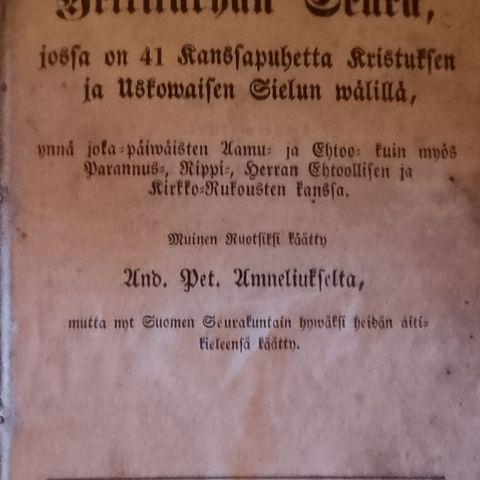 Seura,
jossa on 41 Kanssapuhetta Kristuksen
ja Uskowaisen Sielun wälillä,
ynnä joka-päiwäisten Aamu- ja Ehtoo- kuin myös
Parannus-, Rippi-, Herran Ehtoollisen ja
Kirkko-Rukousten kanssa.
Muinen Ruotsiksi käätty
And. Pet. Amneliukselta,
mutta nyt Suomen Seurakuntain hywäksi heidän äiti-
kieleensä käätty.